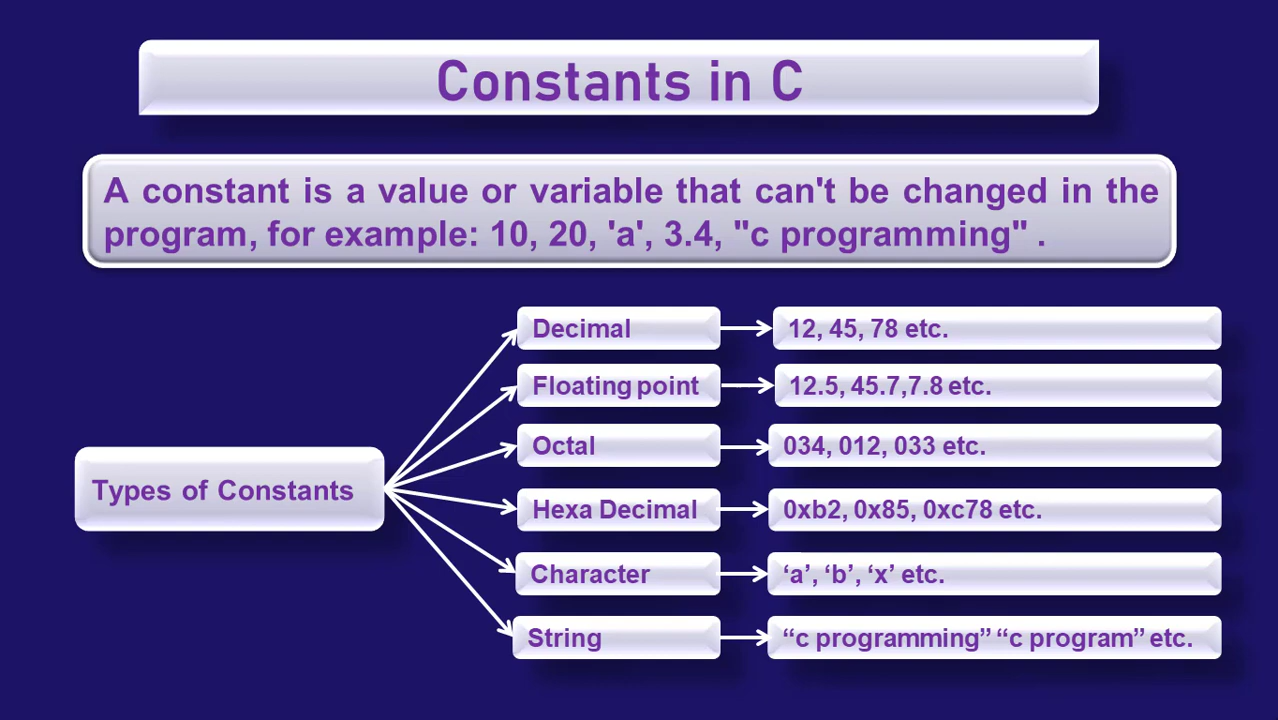 Constants in C
A constant is a value or variable that can't be changed in the
program, for example: 10, 20, 'a', 3.4, "c programming" .
Types of Constants
Decimal
12, 45, 78 etc.
Floating point
12.5, 45.7,7.8 etc.
Octal
034, 012, 033 etc.
Hexa Decimal
0xb2, 0x85, 0xc78 etc.
Character
‘a’, ‘b’, ‘x’ etc.
String
“c programming” “c program” etc.